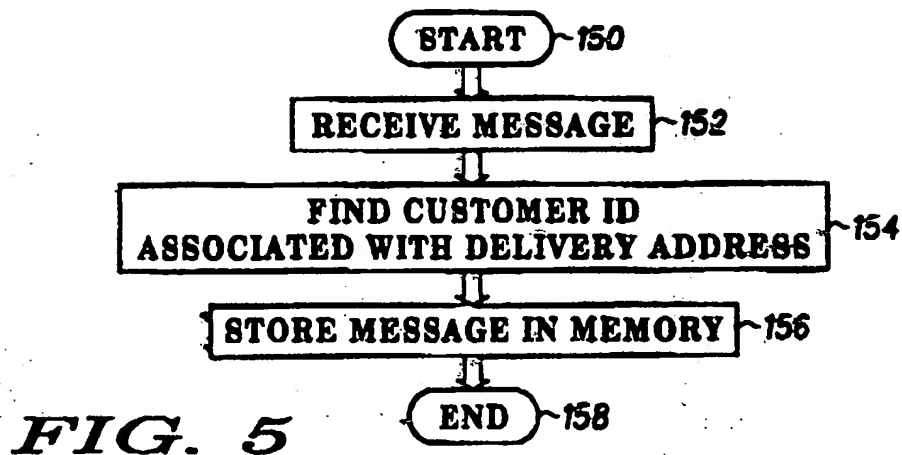 START 150
RECEIVE MESSAGE 152
FIND CUSTOMER ID
ASSOCIATED WITH DELIVERY ADDRESS 154
STORE MESSAGE IN MEMORY 156
END 158
FIG. 5